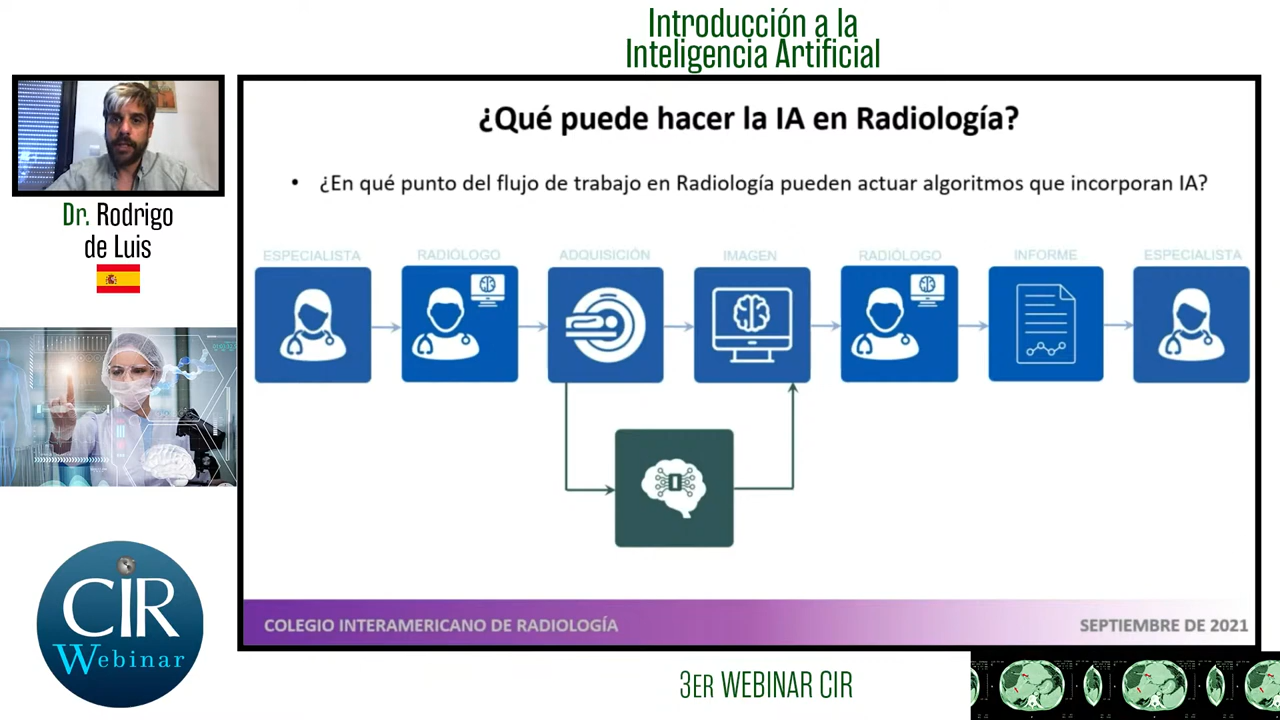 Introducción a la
Inteligencia Artificial
Dr. Rodrigo
de Luis
¿Qué puede hacer la IA en Radiología?
• ¿En qué punto del flujo de trabajo en Radiología pueden actuar algoritmos que incorporan IA?
ESPECIALISTA
RADIÓLOGO
ADQUISICIÓN
IMAGEN
RADIÓLOGO
INFORME
ESPECIALISTA
COLEGIO INTERAMERICANO DE RADIOLOGÍA
SEPTIEMBRE DE 2021
CIR
Webinar
3ER WEBINAR CIR